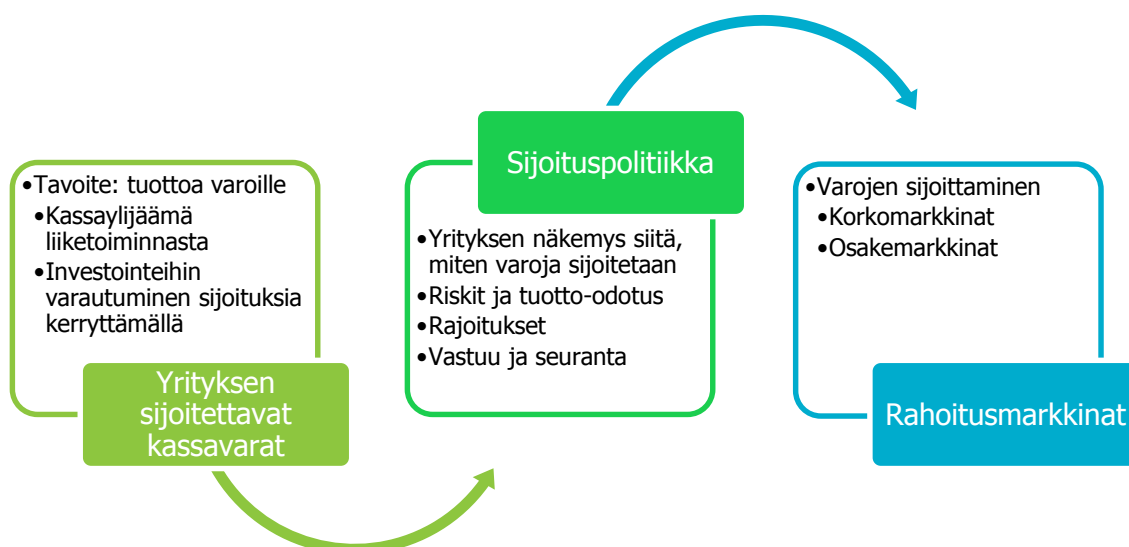 •Tavoite: tuottoa varoille
•Kassaylijäämä
liiketoiminnasta
•Investointeihin
varautuminen sijoituksia
kerryttämällä
Yrityksen
sijoitettavat
kassavarat
Sijoituspolitiikka
•Yrityksen näkemys siitä,
miten varoja sijoitetaan
•Riskit ja tuotto-odotus
•Rajoitukset
•Vastuu ja seuranta
•Varojen sijoittaminen
•Korkomarkkinat
•Osakemarkkinat
Rahoitusmarkkinat